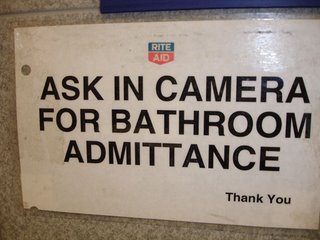 RITE
AID
ASK IN CAMERA
FOR BATHROOM
ADMITTANCE
Thank You